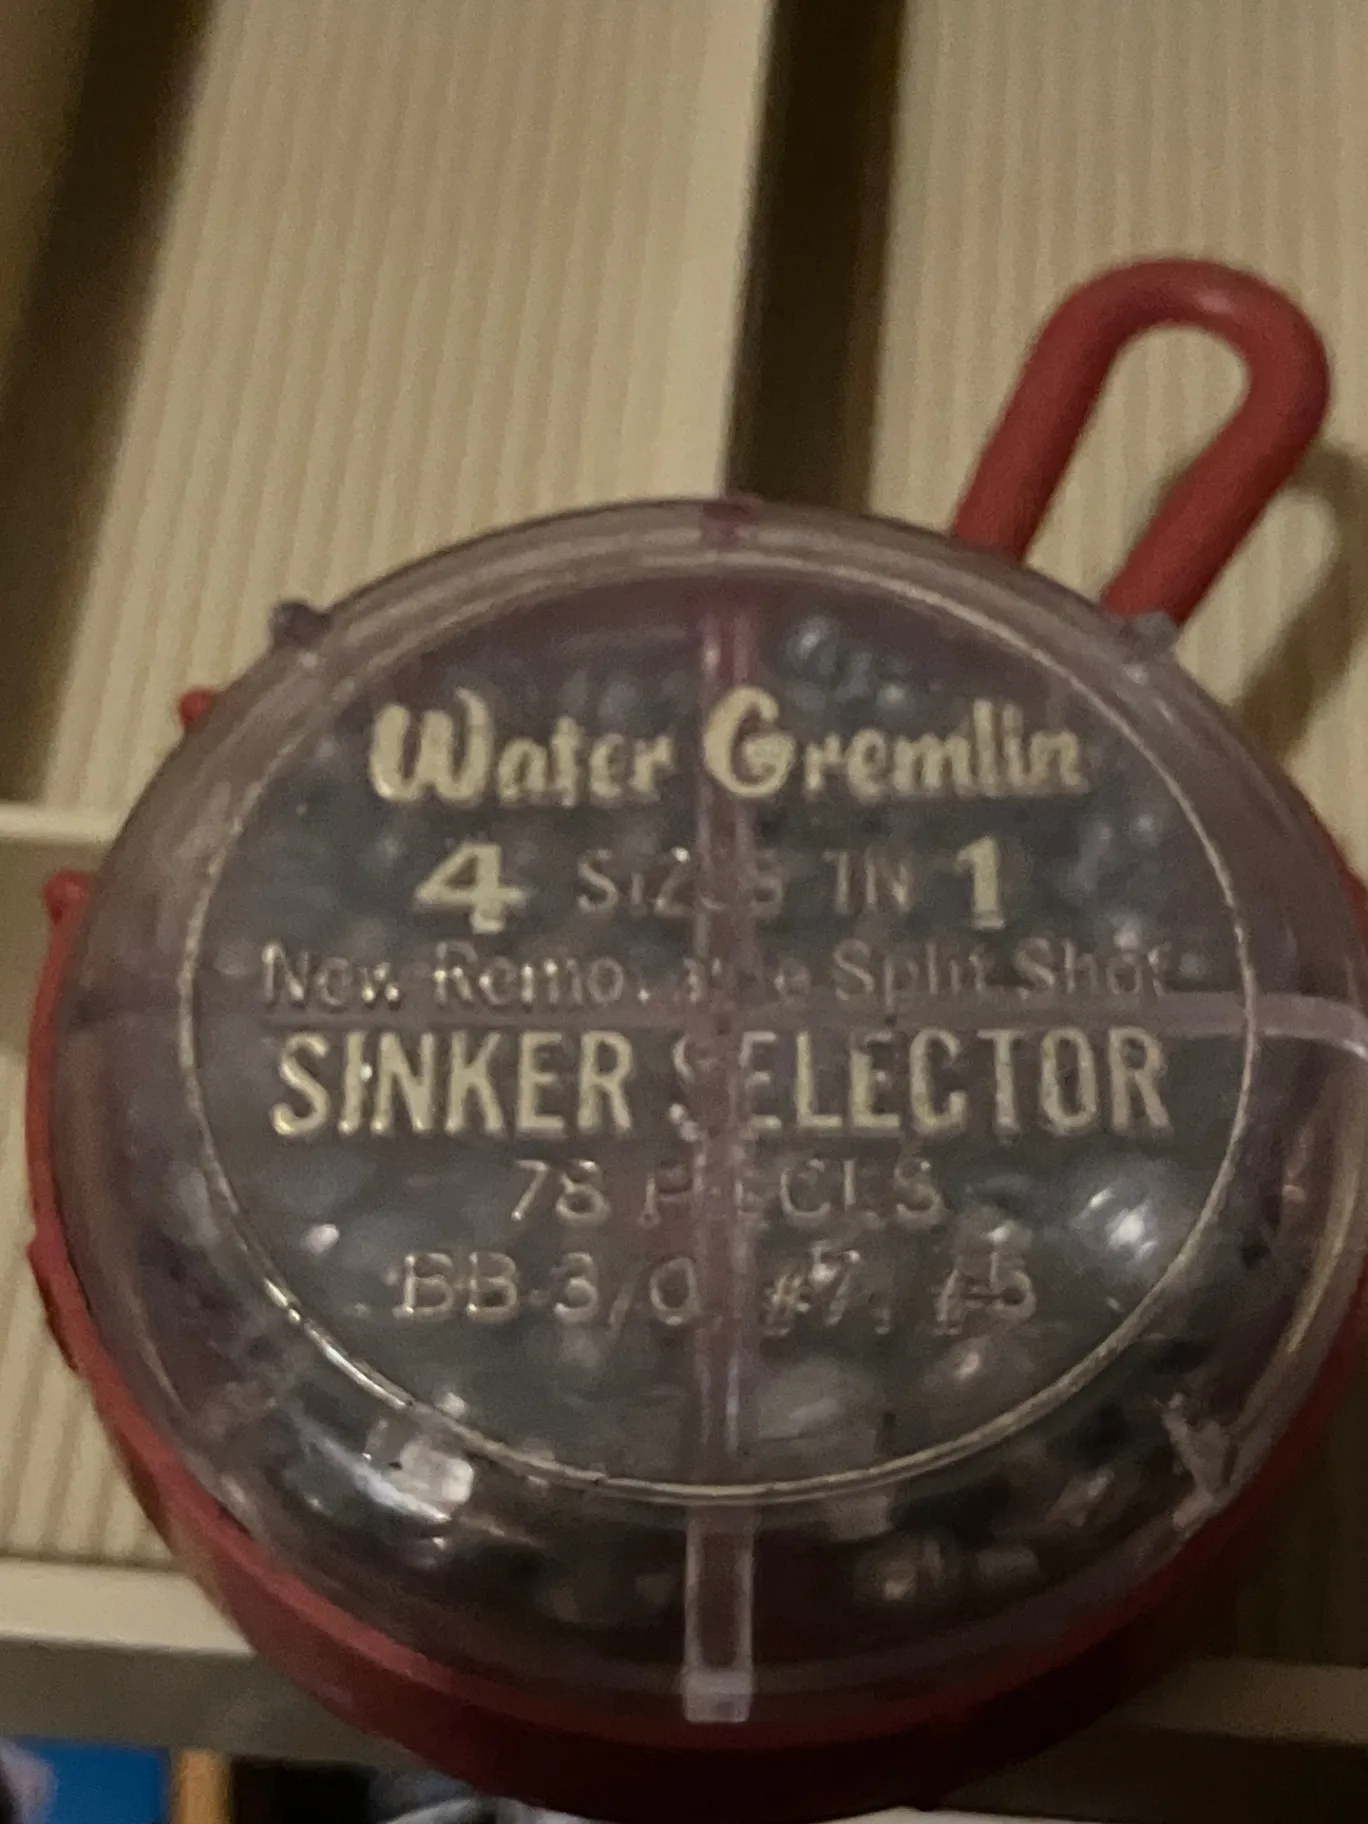 Water Gremlin
4 SIZES IN 1
New Removable Split Shot
SINKER SELECTOR
78 PIECES
BB 3/0, #7, #5